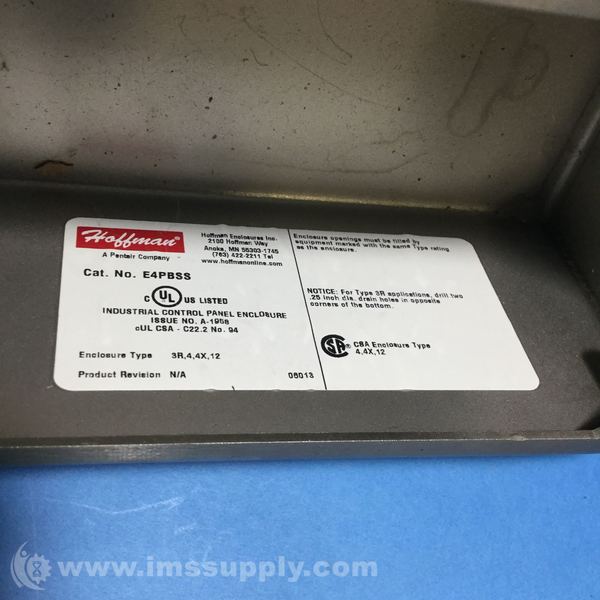 Hoffman®
A Pentair Company
Hoffman Enclosures Inc.
2100 Hoffman Way
Anoka, MN 55303-1745
(763) 422-2211 Tel
www.hoffmanonline.com
Cat. No. E4PBSS
C UL US LISTED
INDUSTRIAL CONTROL PANEL ENCLOSURE
ISSUE NO. A-1958
cUL CSA - C22.2 No. 94
Enclosure Type 3R,4,4X,12
Product Revision N/A 06013
Enclosure openings must be filled by
equipment marked with the same Type rating
as the enclosure.
NOTICE: For Type 3R applications, drill two
.25 inch dia. drain holes in opposite
corners of the bottom.
SA® CSA Enclosure Type
4,4X,12
www.imssupply.com